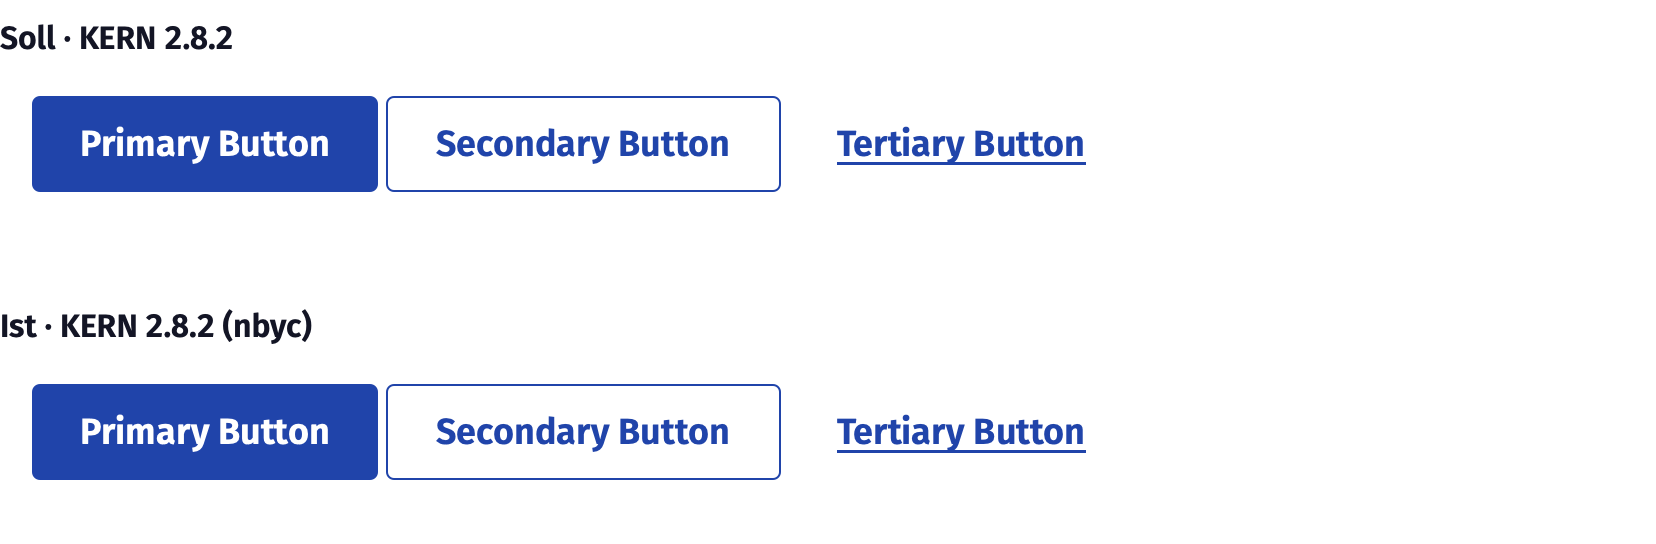 Soll · KERN 2.8.2
Primary Button Secondary Button Tertiary Button
Ist · KERN 2.8.2 (nbyc)
Primary Button Secondary Button Tertiary Button